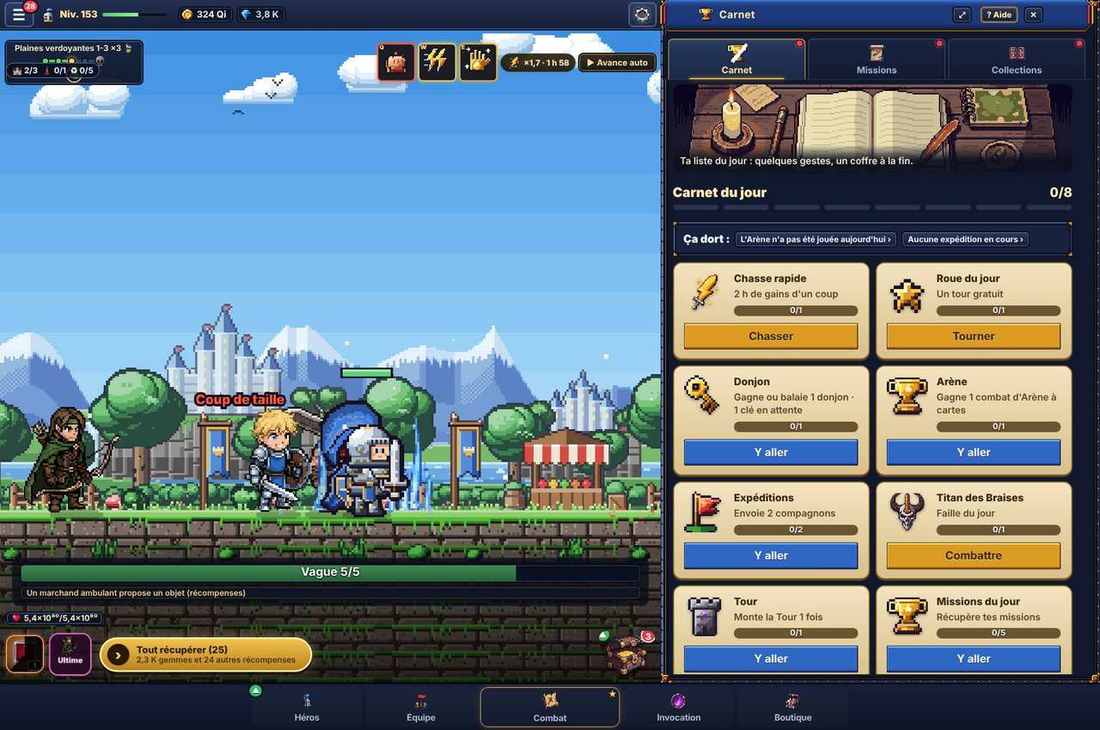 28
Niv. 153
324 Qi
3,8 K
Plaines verdoyantes 1-3 ×3
2/3
0/1
0/5
×1,7 · 1 h 58
Avance auto
Coup de taille
Vague 5/5
Un marchand ambulant propose un objet (récompenses)
Ultime
Tout récupérer (25)
2,3 K gemmes et 24 autres récompenses
3
Héros
Équipe
Combat
Invocation
Boutique
Carnet
? Aide
Carnet
Missions
Collections
Ta liste du jour : quelques gestes, un coffre à la fin.
Carnet du jour
0/8
Ça dort :
L'Arène n'a pas été jouée aujourd'hui ›
Aucune expédition en cours ›
Chasse rapide
2 h de gains d'un coup
0/1
Chasser
Roue du jour
Un tour gratuit
0/1
Tourner
Donjon
Gagne ou balaie 1 donjon ·
1 clé en attente
0/1
Y aller
Arène
Gagne 1 combat d'Arène à
cartes
0/1
Y aller
Expéditions
Envoie 2 compagnons
0/2
Y aller
Titan des Braises
Faille du jour
0/1
Combattre
Tour
Monte la Tour 1 fois
0/1
Y aller
Missions du jour
Récupère tes missions
0/5
Y aller